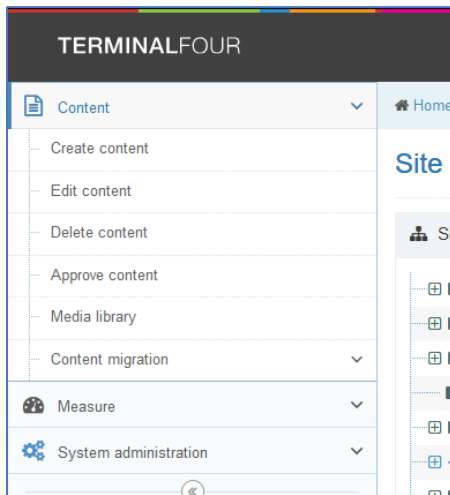 TERMINALFOUR
Content
Home
Create content
Site
Edit content
Delete content
Approve content
Media library
Content migration
Measure
System administration